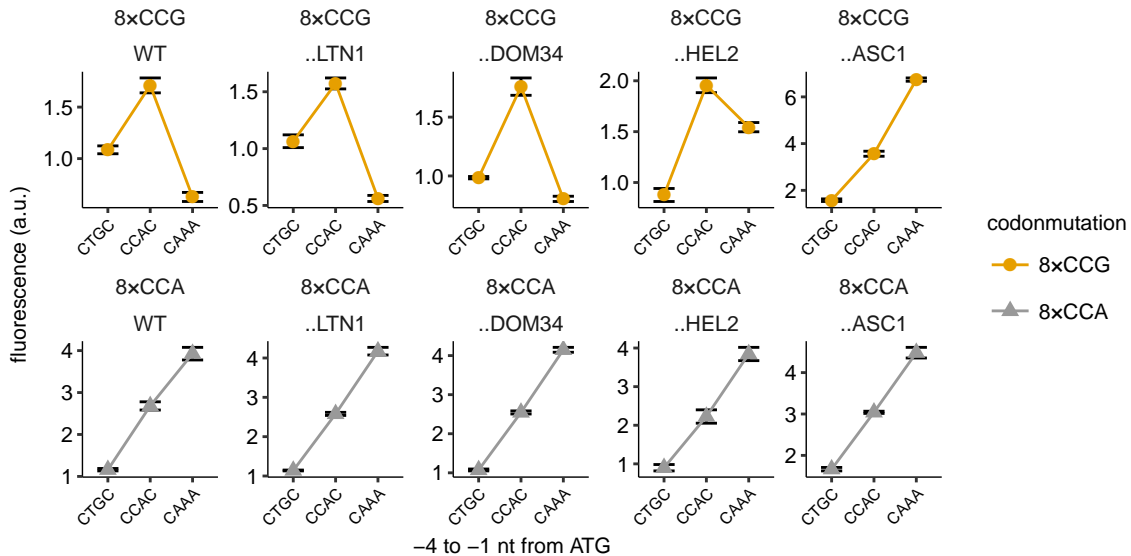 8×CCG 8×CCG 8×CCG 8×CCG 8×CCG
WT ..LTN1 ..DOM34 ..HEL2 ..ASC1
1.5 1.0
1.5 1.0 0.5
1.5 1.0
2.0 1.5 1.0
6 4 2
CTGC CCAC CAAA CTGC CCAC CAAA CTGC CCAC CAAA CTGC CCAC CAAA CTGC CCAC CAAA
fluorescence (a.u.)
8×CCA 8×CCA 8×CCA 8×CCA 8×CCA
WT ..LTN1 ..DOM34 ..HEL2 ..ASC1
4 3 2 1
4 3 2 1
4 3 2 1
4 3 2 1
4 3 2
CTGC CCAC CAAA CTGC CCAC CAAA CTGC CCAC CAAA CTGC CCAC CAAA CTGC CCAC CAAA
−4 to −1 nt from ATG
codonmutation
8×CCG
8×CCA